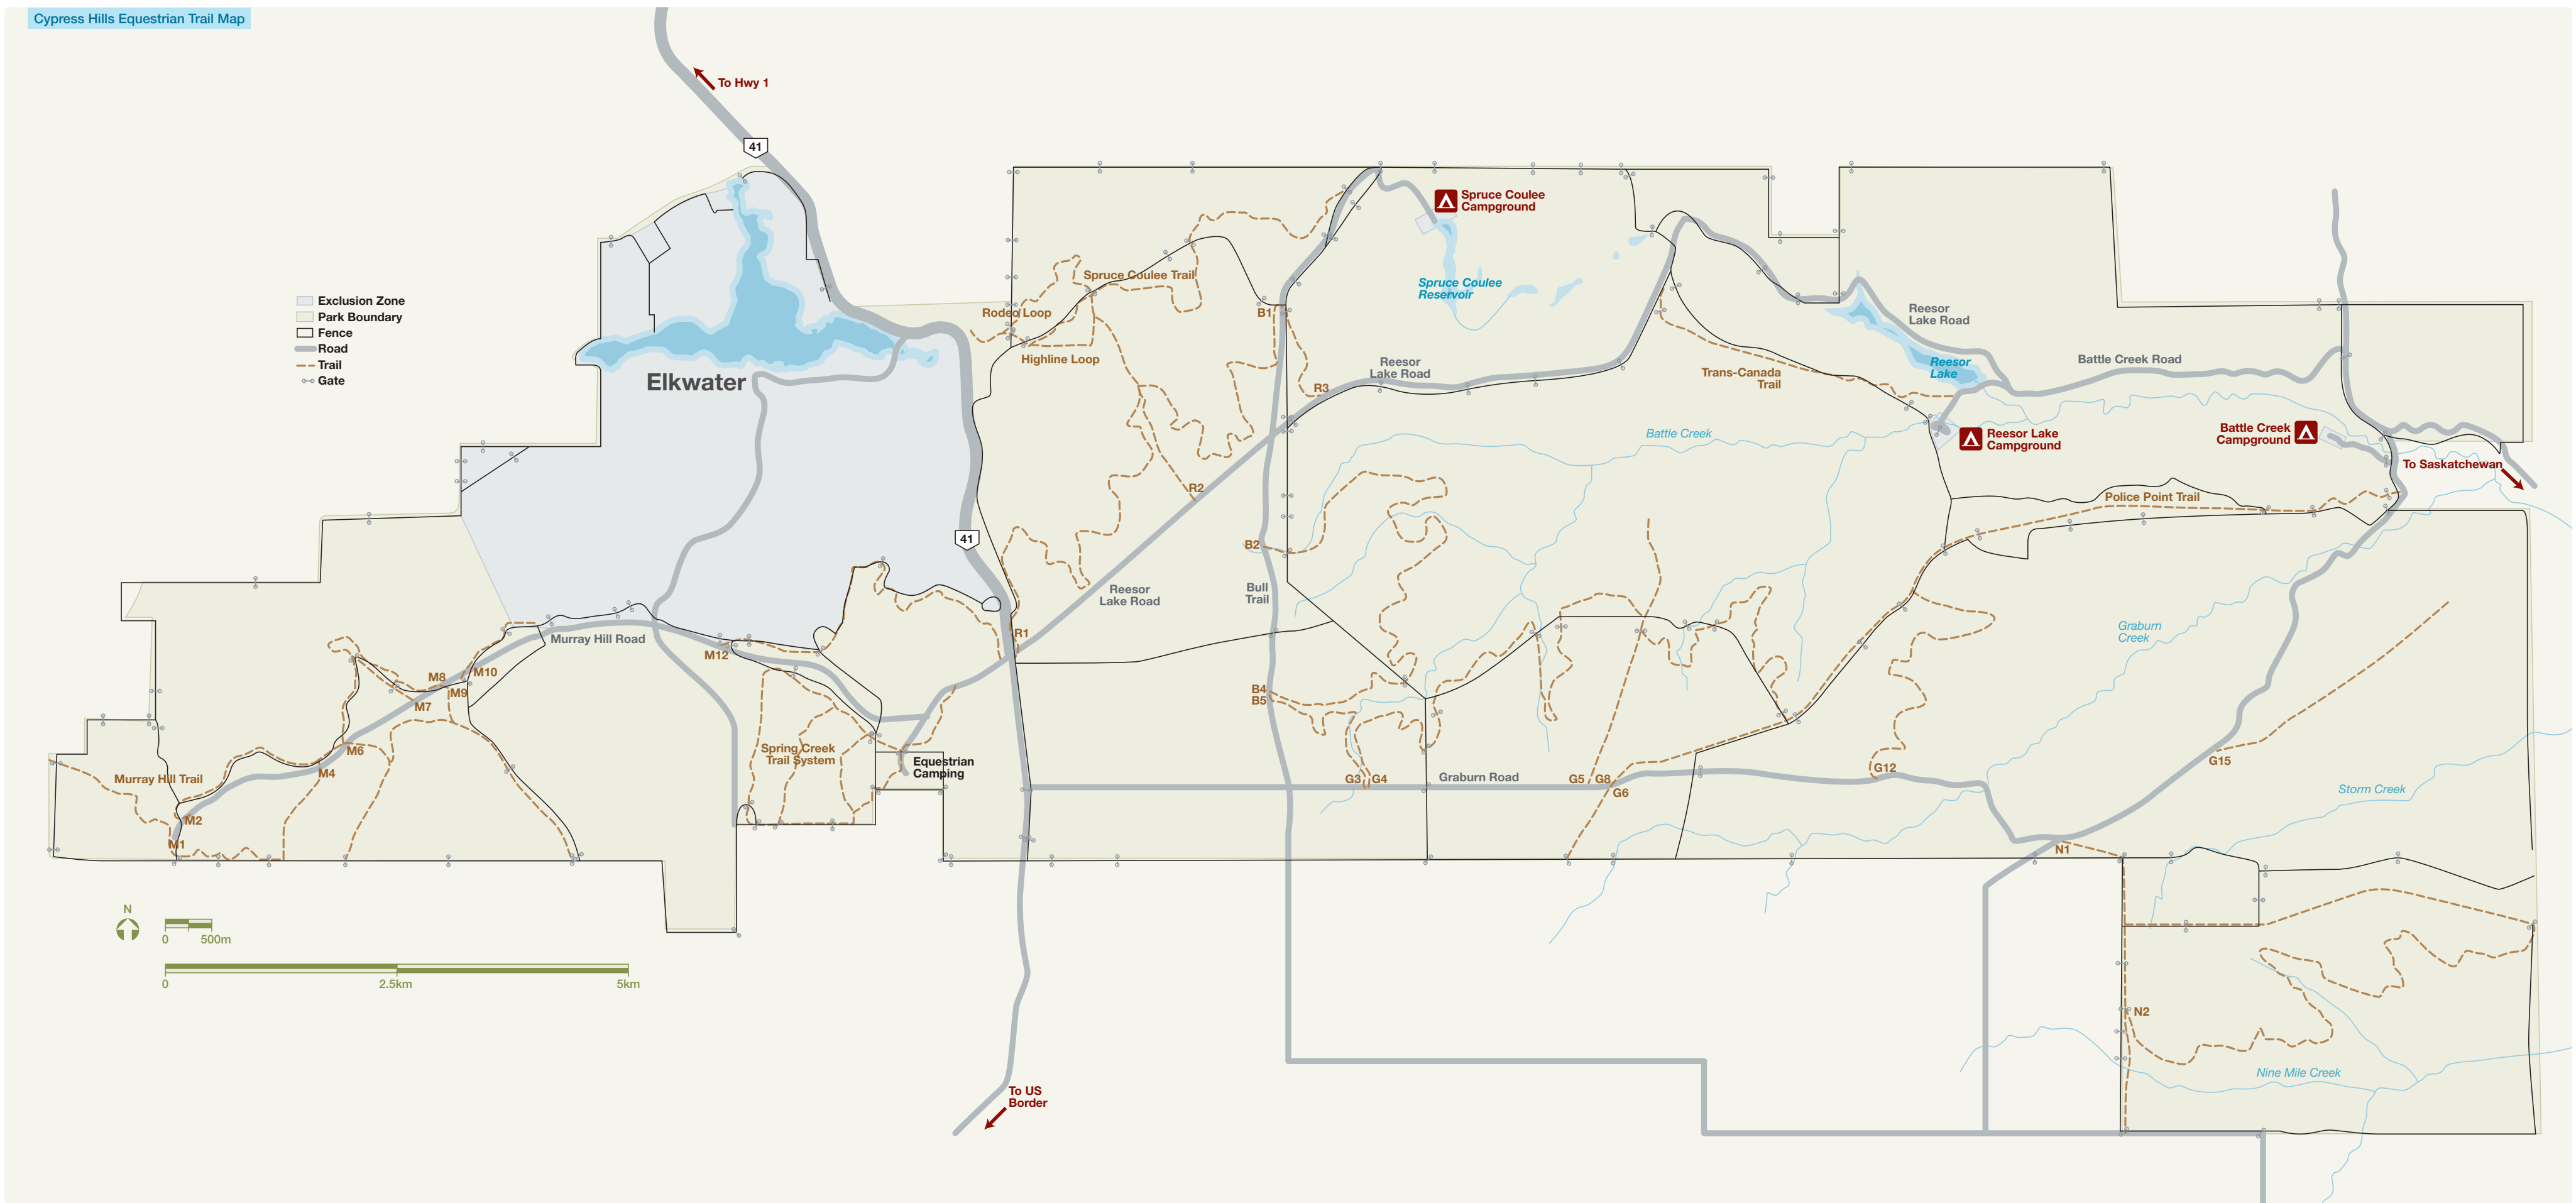 Cypress Hills Equestrian Trail Map
To Hwy 1
41
Spruce Coulee
Campground
Spruce Coulee Trail
Spruce Coulee
Reservoir
Exclusion Zone
Park Boundary
Fence
Road
Trail
Gate
Rodeo Loop
B1
Reesor
Lake Road
Highline Loop
Elkwater
Reesor
Lake Road
R3
Trans-Canada
Trail
Reesor
Lake
Battle Creek Road
Battle Creek
Reesor Lake
Campground
Battle Creek
Campground
To Saskatchewan
R2
Police Point Trail
41
B2
Reesor
Lake Road
Bull
Trail
Graburn
Creek
Murray Hill Road
R1
M12
M8
M10
M9
M7
B4
B5
M6
Spring Creek
Trail System
Equestrian
Camping
M4
Murray Hill Trail
G3
G4
Graburn Road
G5
G8
G6
G12
G15
Storm Creek
M2
M1
N1
N
0
500m
0
2.5km
5km
N2
Nine Mile Creek
To US
Border